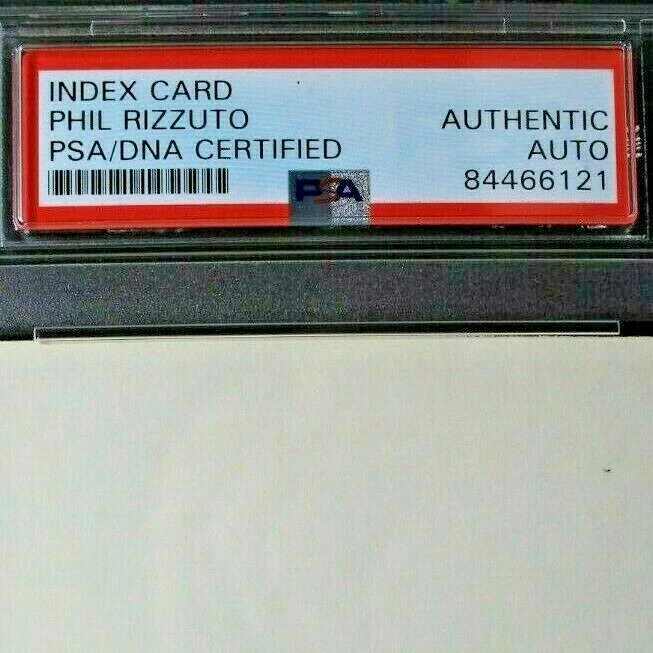 INDEX CARD
PHIL RIZZUTO
PSA/DNA CERTIFIED
AUTHENTIC
AUTO
84466121
PSA